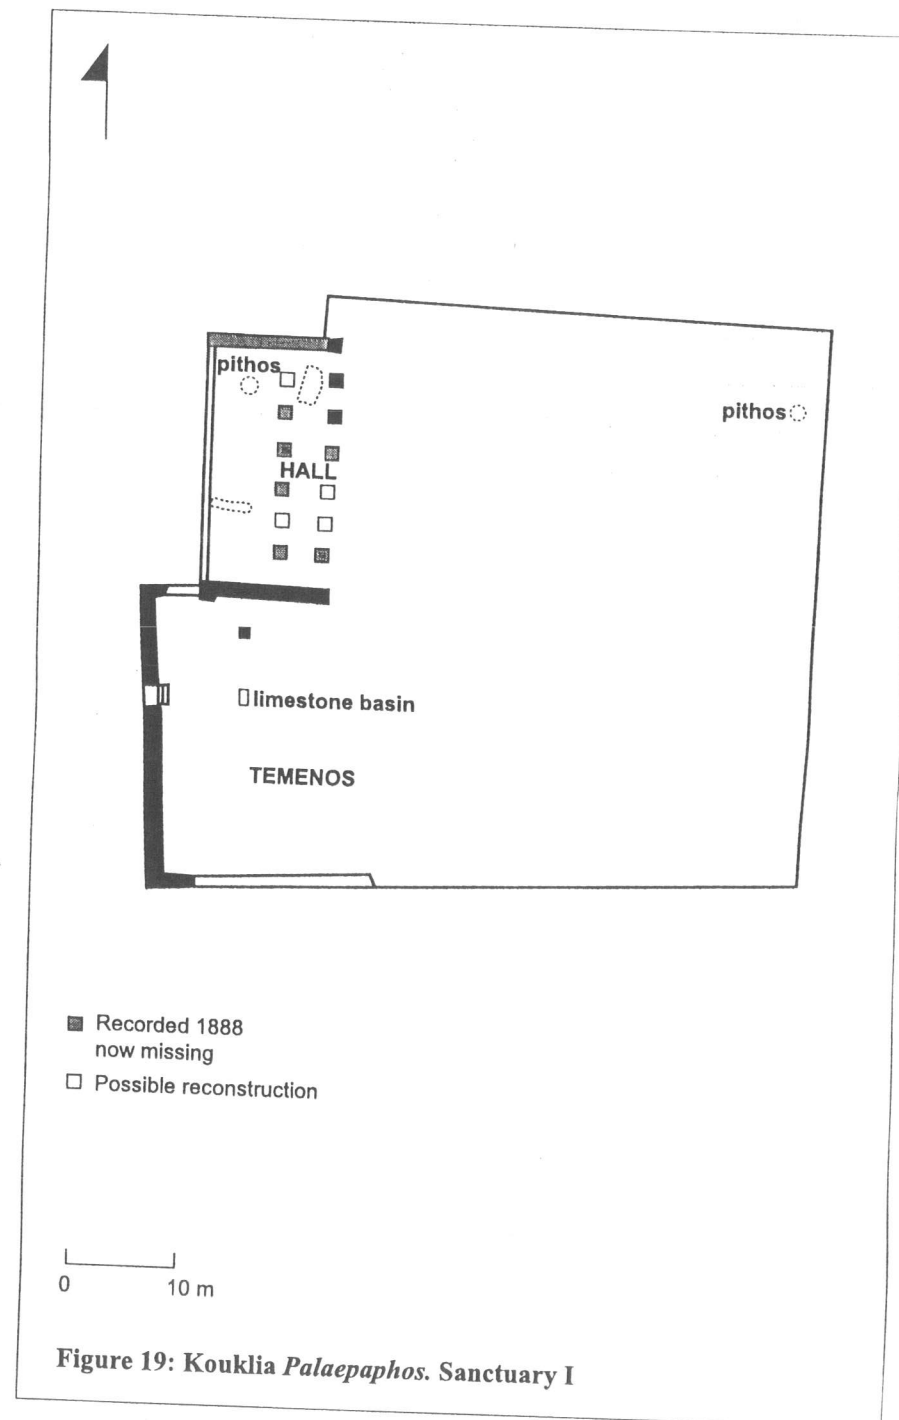 pithos
pithos
HALL
limestone basin
TEMENOS
Recorded 1888
now missing
Possible reconstruction
0 10 m
Figure 19: Kouklia Palaepaphos. Sanctuary I